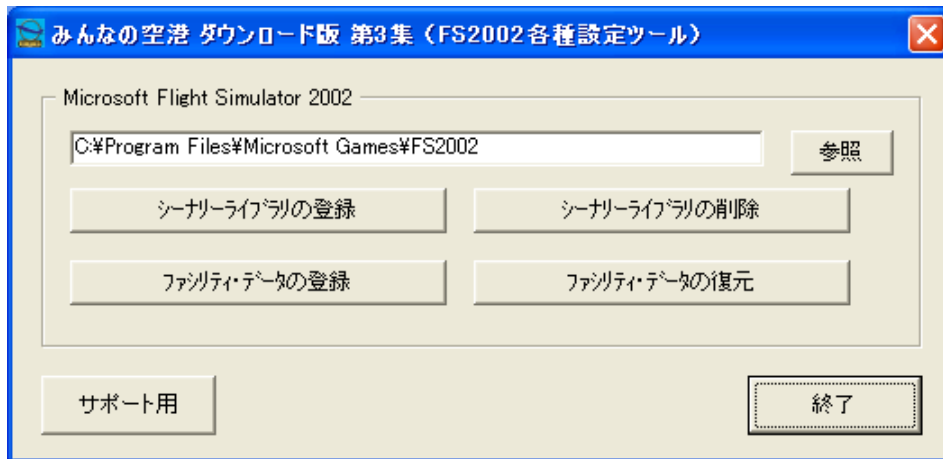 みんなの空港 ダウンロード版 第3集（FS2002各種設定ツール）
Microsoft Flight Simulator 2002
C:¥Program Files¥Microsoft Games¥FS2002
参照
シーナリーライブラリの登録
シーナリーライブラリの削除
ファシリティ・データの登録
ファシリティ・データの復元
サポート用
終了